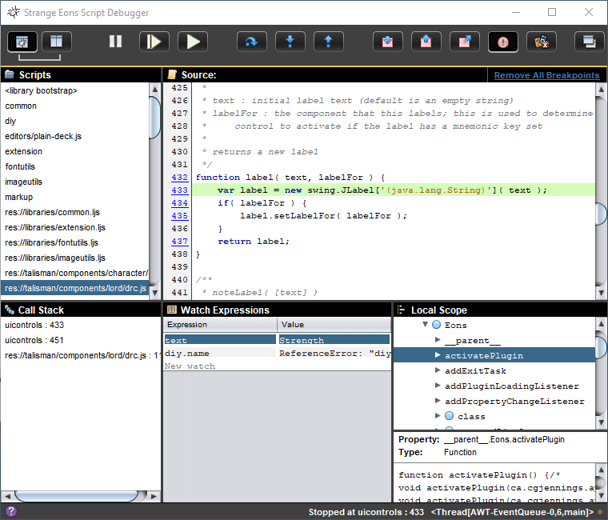 Strange Eons Script Debugger
Scripts
<library bootstrap>
common
diy
editors/plain-deck.js
extension
fontutils
imageutils
markup
res://libraries/common.ljs
res://libraries/extension.ljs
res://libraries/fontutils.ljs
res://libraries/imageutils.ljs
res://talisman/components/character/
res://talisman/components/lord/drc.js
Source:
Remove All Breakpoints
425 *
426 * text : initial label text (default is an empty string)
427 * labelFor : the component that this labels; this is used to determine
428 * control to activate if the label has a mnemonic key set
429 *
430 * returns a new label
431 */
432 function label( text, labelFor ) {
433 var label = new swing.JLabel['(java.lang.String)']( text );
434 if( labelFor ) {
435 label.setLabelFor( labelFor );
436 }
437 return label;
438 }
439
440 /**
441 * noteLabel( [text] )
Call Stack
uicontrols : 433
uicontrols : 451
res://talisman/components/lord/drc.js : 1
Watch Expressions
Expression Value
text Strength
diy.name ReferenceError: "diy
New watch
Local Scope
Eons
__parent__
activatePlugin
addExitTask
addPluginLoadingListener
addPropertyChangeListener
class
Property: __parent__.Eons.activatePlugin
Type: Function
function activatePlugin() {/*
void activatePlugin(ca.cgjennings.a
void activatePlugin(ca.cgjennings.a
Stopped at uicontrols : 433 <Thread[AWT-EventQueue-0,6,main]>